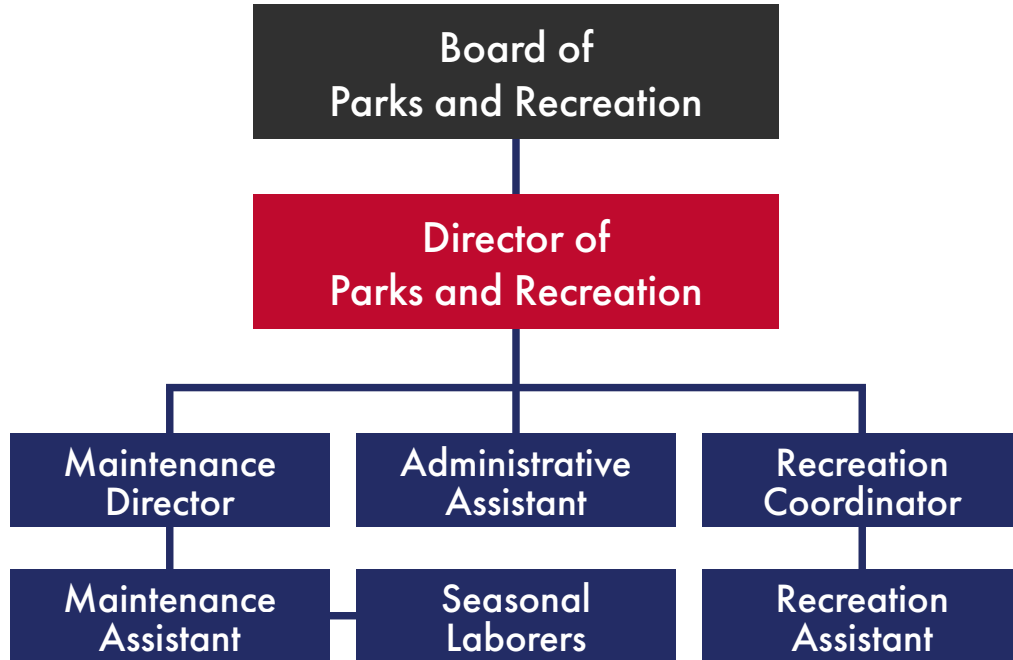 Board of
Parks and Recreation
Director of
Parks and Recreation
Maintenance
Director
Administrative
Assistant
Recreation
Coordinator
Maintenance
Assistant
Seasonal
Laborers
Recreation
Assistant